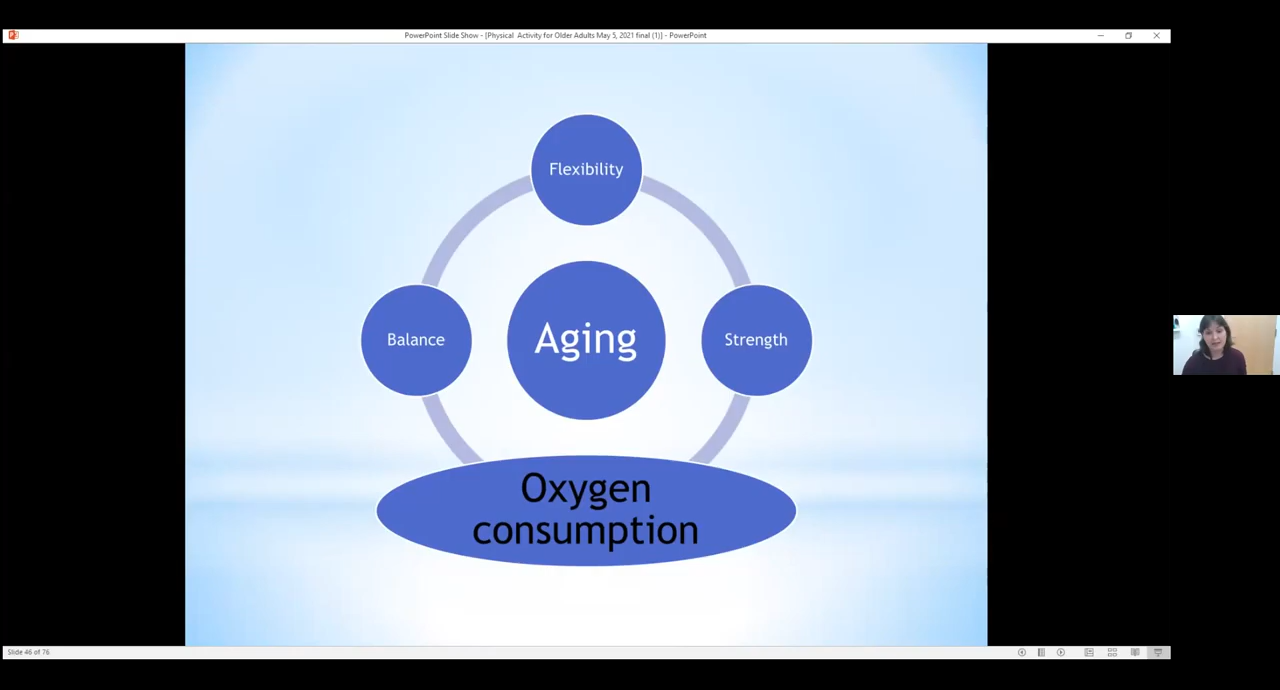 PowerPoint Slide Show - [Physical  Activity for Older Adults May 5, 2021 final (1)] - PowerPoint
Flexibility
Balance
Aging
Strength
Oxygen
consumption
Slide 46 of 76